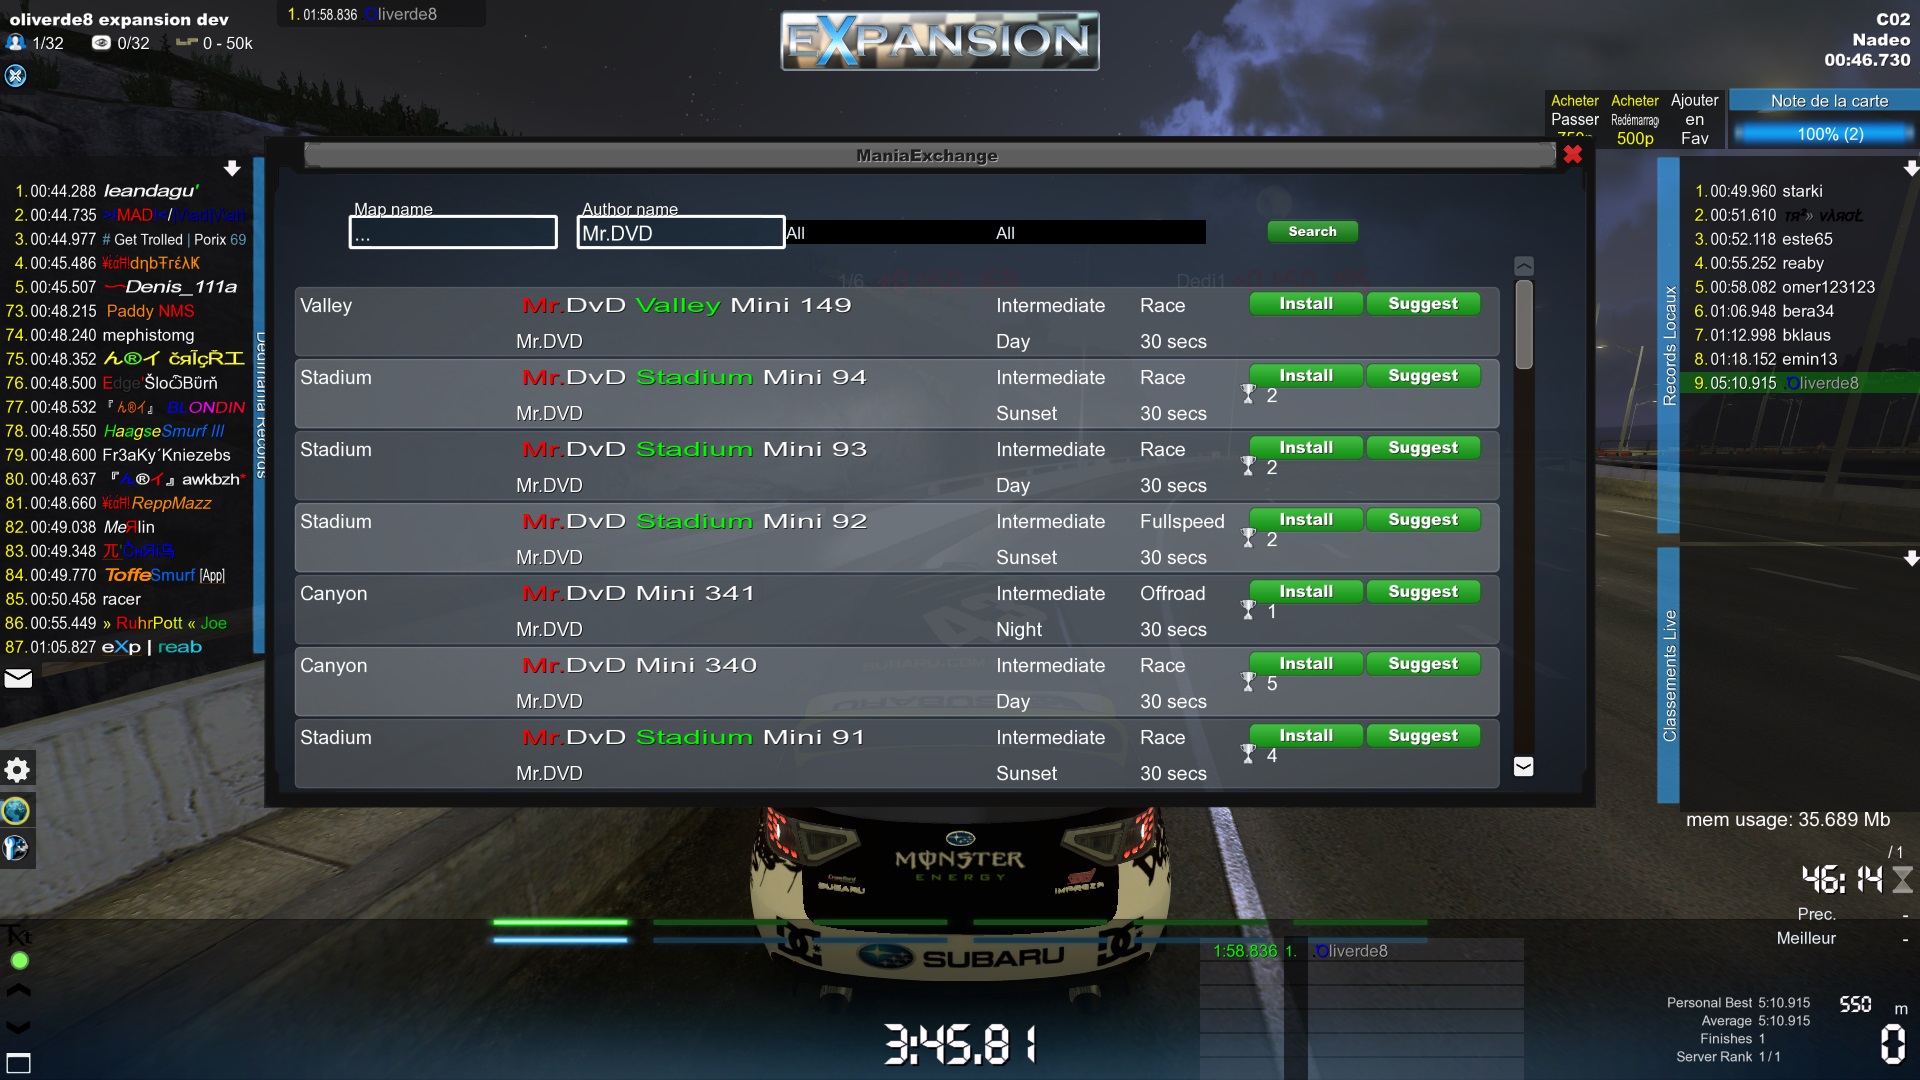 oliverde8 expansion dev
1/32 0/32 0 - 50k
1. 01:58.836 Oliverde8
EXPANSION
C02
Nadeo
00:46.730
Acheter Passer 750p
Acheter Redémarrage 500p
Ajouter en Fav
Note de la carte
100% (2)
ManiaExchange
Map name
...
Author name
Mr.DVD
All
All
Search
1/6
Dedi1
Valley Mr.DvD Valley Mini 149 Intermediate Race Install Suggest
Mr.DVD Day 30 secs
Stadium Mr.DvD Stadium Mini 94 Intermediate Race Install Suggest
Mr.DVD Sunset 30 secs 2
Stadium Mr.DvD Stadium Mini 93 Intermediate Race Install Suggest
Mr.DVD Day 30 secs 2
Stadium Mr.DvD Stadium Mini 92 Intermediate Fullspeed Install Suggest
Mr.DVD Sunset 30 secs 2
Canyon Mr.DvD Mini 341 Intermediate Offroad Install Suggest
Mr.DVD Night 30 secs 1
Canyon Mr.DvD Mini 340 Intermediate Race Install Suggest
Mr.DVD Day 30 secs 5
Stadium Mr.DvD Stadium Mini 91 Intermediate Race Install Suggest
Mr.DVD Sunset 30 secs 4
1. 00:44.288 leandagu'
2. 00:44.735
3. 00:44.977 # Get Trolled | Porix 69
4. 00:45.486
5. 00:45.507 Denis_111a
73. 00:48.215 Paddy NMS
74. 00:48.240 mephistomg
75. 00:48.352
76. 00:48.500
77. 00:48.532 BLONDIN
78. 00:48.550 HaagseSmurf III
79. 00:48.600 Fr3aKy´Kniezebs
80. 00:48.637 awkbzh*
81. 00:48.660 ReppMazz
82. 00:49.038 MeЯlin
83. 00:49.348
84. 00:49.770 ToffeSmurf [App]
85. 00:50.458 racer
86. 00:55.449 » RuhrPott « Joe
87. 01:05.827 eXp | reab
Dedimania Records
Records Locaux
1. 00:49.960 starki
2. 00:51.610
3. 00:52.118 este65
4. 00:55.252 reaby
5. 00:58.082 omer123123
6. 01:06.948 bera34
7. 01:12.998 bklaus
8. 01:18.152 emin13
9. 05:10.915 Oliverde8
Classements Live
mem usage: 35.689 Mb
/ 1
46:14
Prec. -
Meilleur -
MONSTER
ENERGY
SUBARU
IMPREZA
SUBARU
1:58.836 1. Oliverde8
3:45.81
Personal Best 5:10.915
Average 5:10.915
Finishes 1
Server Rank 1 / 1
550 m
0